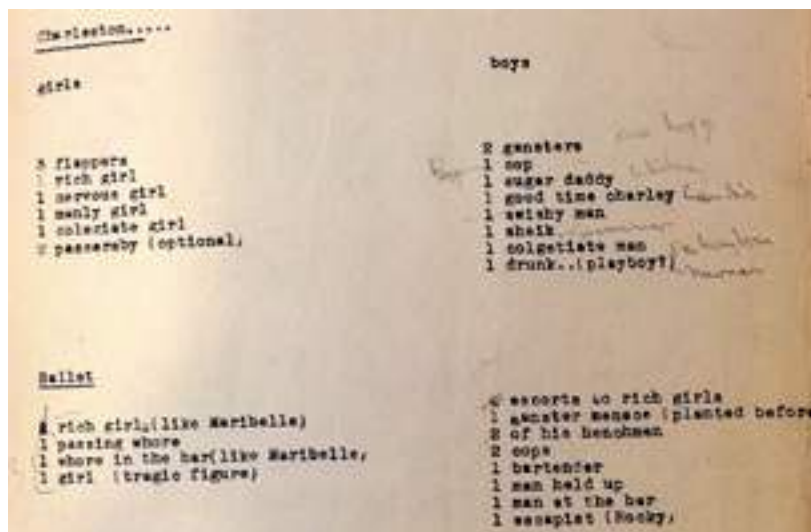 Charleston.....
girls
3 flappers
1 rich girl
1 nervous girl
1 manly girl
1 colegiate girl
2 passersby (optional,
boys
2 gansters
1 cop
1 sugar daddy
1 good time charley
1 swishy man
1 sheik
1 colgetiate man
1 drunk..(playboy?)
Ballet
rich girl,(like Maribelle)
1 passing whore
1 whore in the bar(like Maribelle,
1 girl (tragic figure)
escorts to rich girls
1 ganster menace (planted before
2 of his henchman
2 cops
1 bartender
1 man held up
1 man at the bar
1 escapist (Rocky,